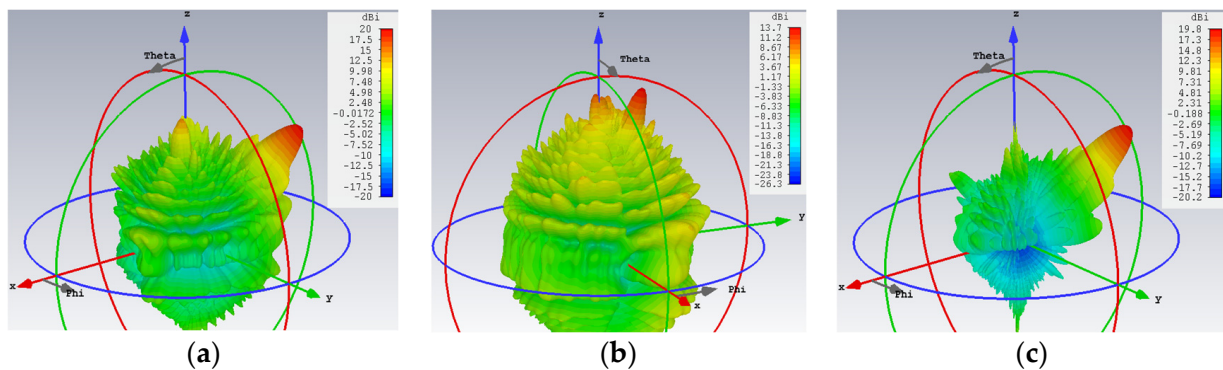 z
Theta
x
Phi
y
dBi
20
17.5
15
12.5
9.98
7.48
4.98
2.48
-0.0172
-2.52
-5.02
-7.52
-10
-12.5
-15
-17.5
-20
(a)
z
Theta
y
Phi
x
dBi
13.7
11.2
8.67
6.17
3.67
1.17
-1.33
-3.83
-6.33
-8.83
-11.3
-13.8
-16.3
-18.8
-21.3
-23.8
-26.3
(b)
z
Theta
x
Phi
y
dBi
19.8
17.3
14.8
12.3
9.81
7.31
4.81
2.31
-0.188
-2.69
-5.19
-7.69
-10.2
-12.7
-15.2
-17.7
-20.2
(c)